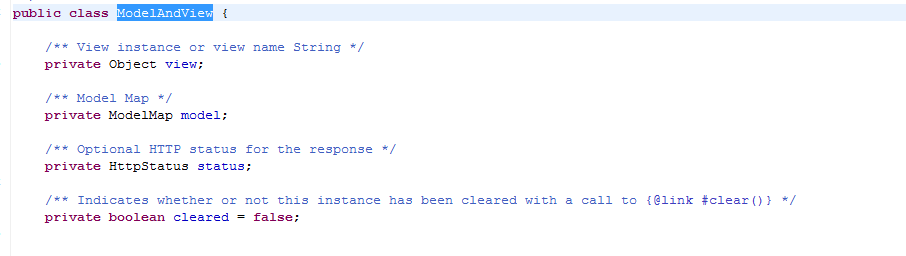 public class ModelAndView {
/** View instance or view name String */
private Object view;
/** Model Map */
private ModelMap model;
/** Optional HTTP status for the response */
private HttpStatus status;
/** Indicates whether or not this instance has been cleared with a call to {@link #clear()} */
private boolean cleared = false;